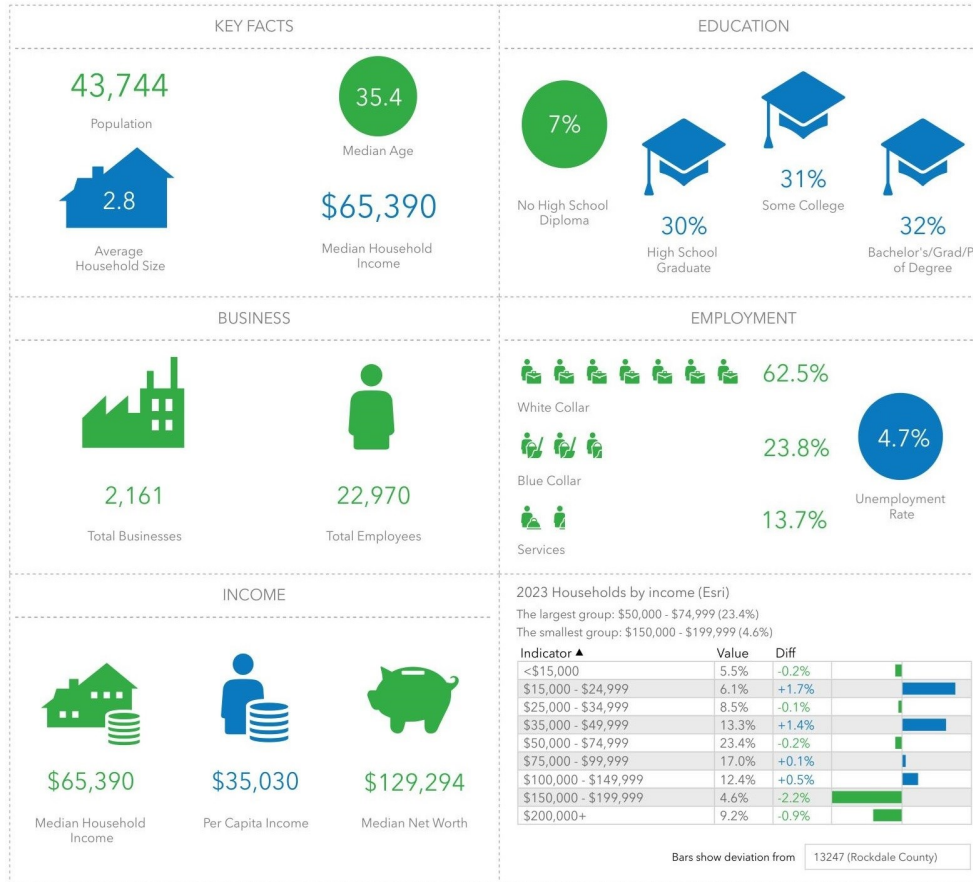 KEY FACTS
43,744
Population
35.4
Median Age
2.8
Average
Household Size
$65,390
Median Household
Income
EDUCATION
7%
No High School
Diploma
30%
High School
Graduate
31%
Some College
32%
Bachelor's/Grad/P
of Degree
BUSINESS
2,161
Total Businesses
22,970
Total Employees
EMPLOYMENT
62.5%
White Collar
23.8%
Blue Collar
13.7%
Services
4.7%
Unemployment
Rate
INCOME
$65,390
Median Household
Income
$35,030
Per Capita Income
$129,294
Median Net Worth
2023 Households by income (Esri)
The largest group: $50,000 - $74,999 (23.4%)
The smallest group: $150,000 - $199,999 (4.6%)
Indicator ▲ Value Diff
<$15,000 5.5% -0.2%
$15,000 - $24,999 6.1% +1.7%
$25,000 - $34,999 8.5% -0.1%
$35,000 - $49,999 13.3% +1.4%
$50,000 - $74,999 23.4% -0.2%
$75,000 - $99,999 17.0% +0.1%
$100,000 - $149,999 12.4% +0.5%
$150,000 - $199,999 4.6% -2.2%
$200,000+ 9.2% -0.9%
Bars show deviation from 13247 (Rockdale County)